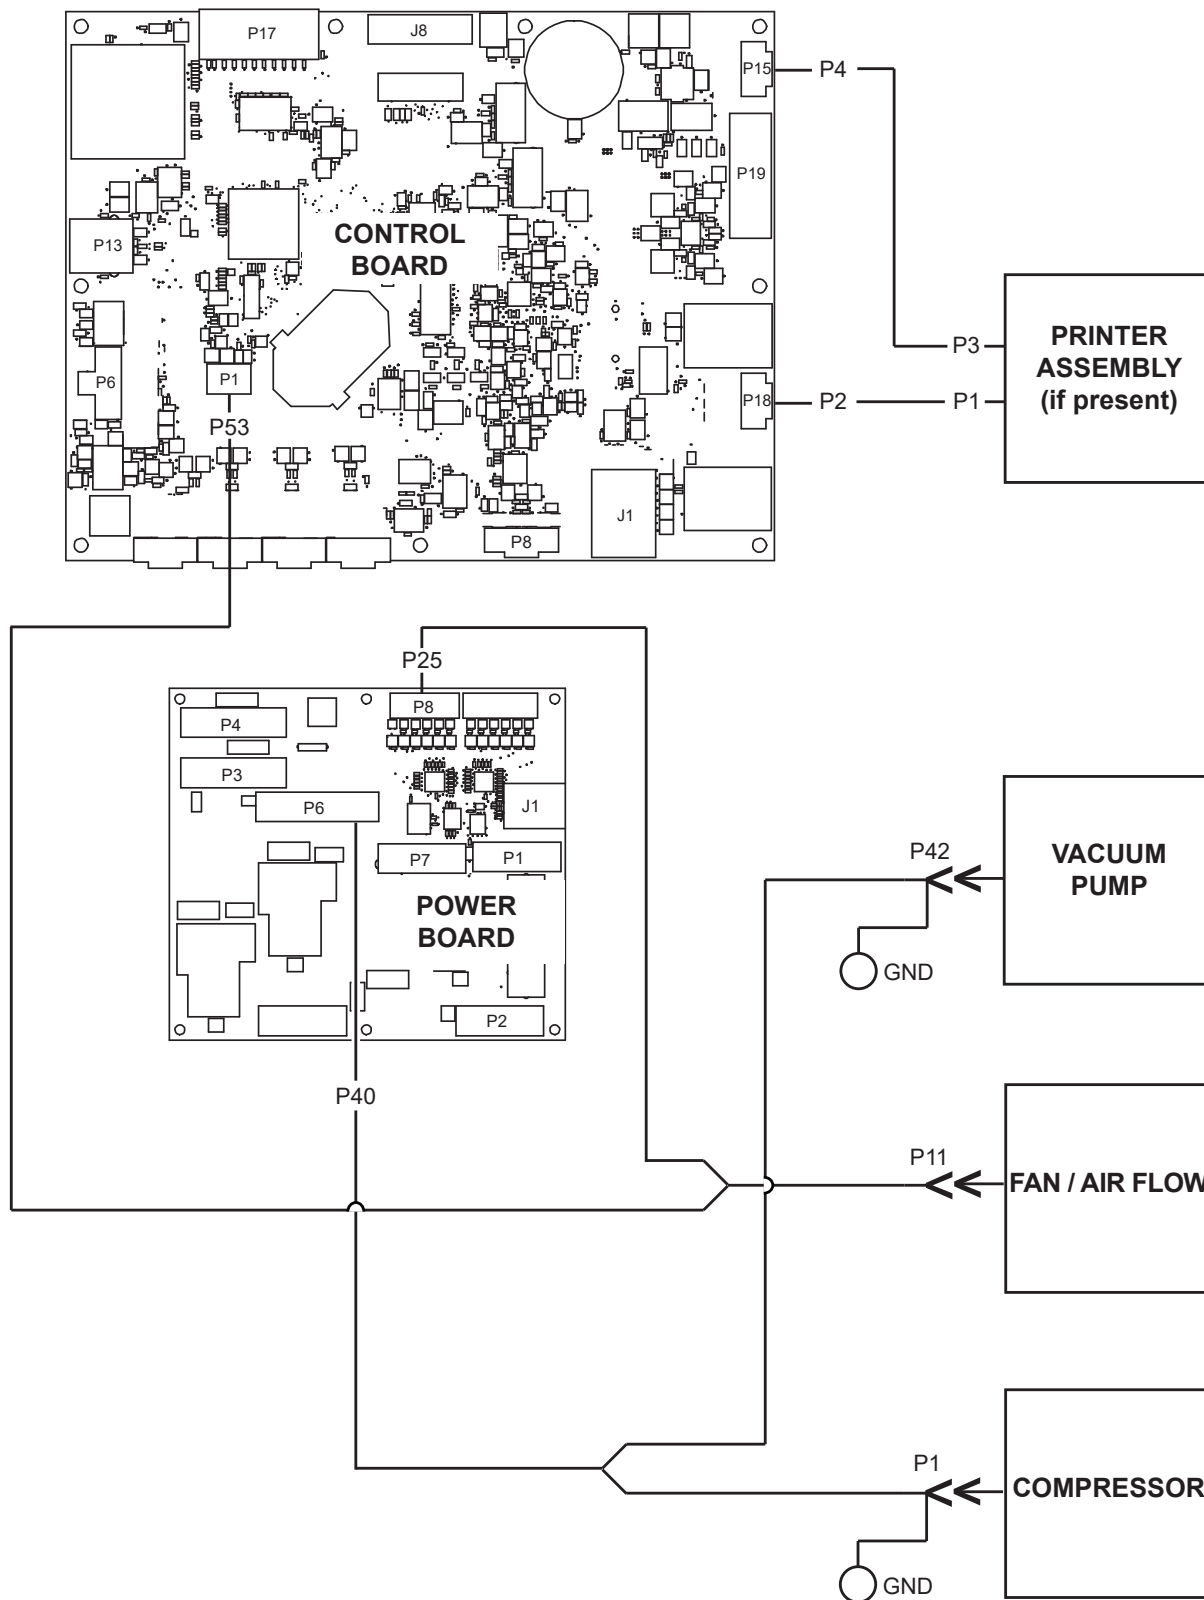 P17
J8
P15
P4
P19
P13
CONTROL
BOARD
P3
PRINTER
ASSEMBLY
(if present)
P6
P1
P18
P2
P1
P53
J1
P8
P25
P8
P4
P3
P6
J1
P7
P1
POWER
BOARD
P2
P42
VACUUM
PUMP
GND
P40
P11
FAN / AIR FLOW
P1
COMPRESSOR
GND